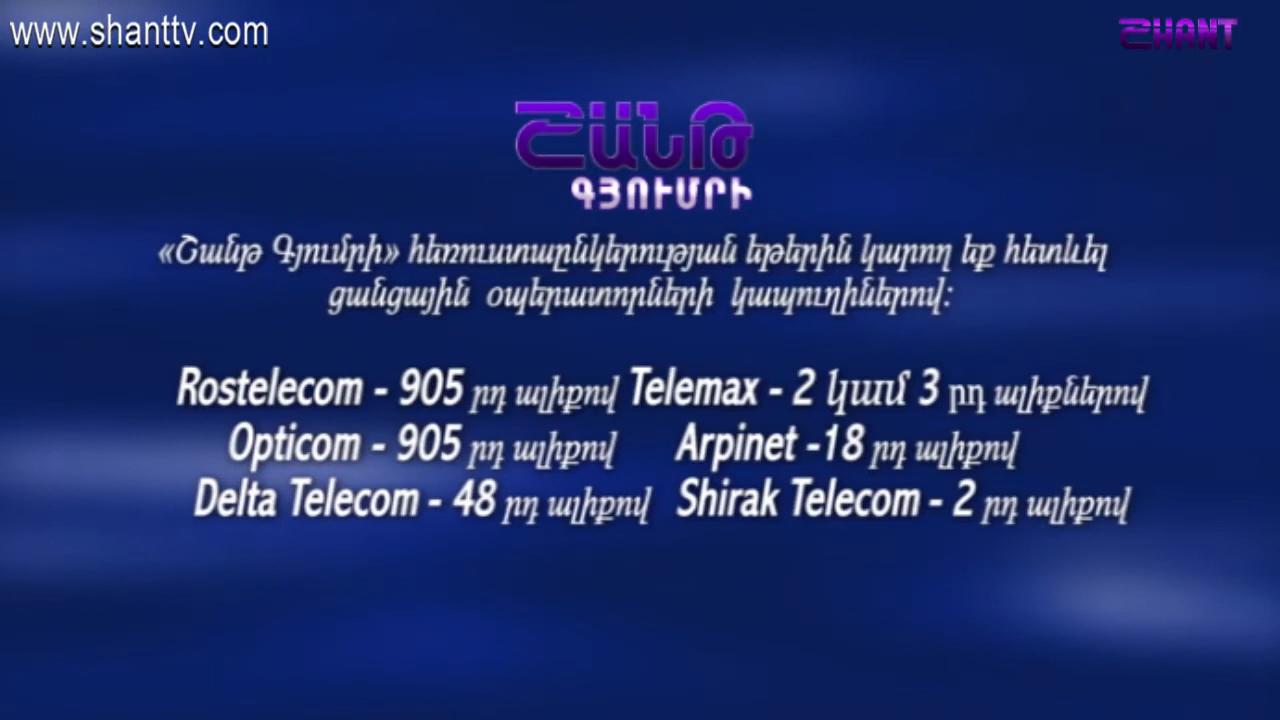 www.shanttv.com
SHANT
ՇԱՆԹ
ԳՅՈՒՄՐԻ
«Շանթ Գյումրի» հեռուստաընկերության եթերին կարող եք հետևել
ցանցային օպերատորների կապուղիներով:
Rostelecom - 905 րդ ալիքով Telemax - 2 կամ 3 րդ ալիքներով
Opticom - 905 րդ ալիքով Arpinet -18 րդ ալիքով
Delta Telecom - 48 րդ ալիքով Shirak Telecom - 2 րդ ալիքով